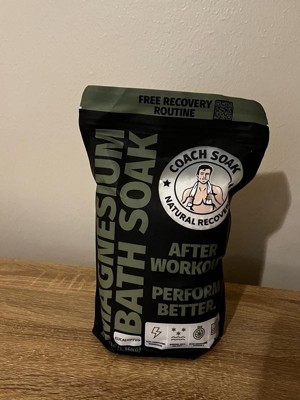 FREE RECOVERY
ROUTINE
MAGNESIUM
BATH SOAK
COACH SOAK
NATURAL RECOVERY
AFTER
WORKOUT
PERFORM
BETTER.
EUCALYPTUS